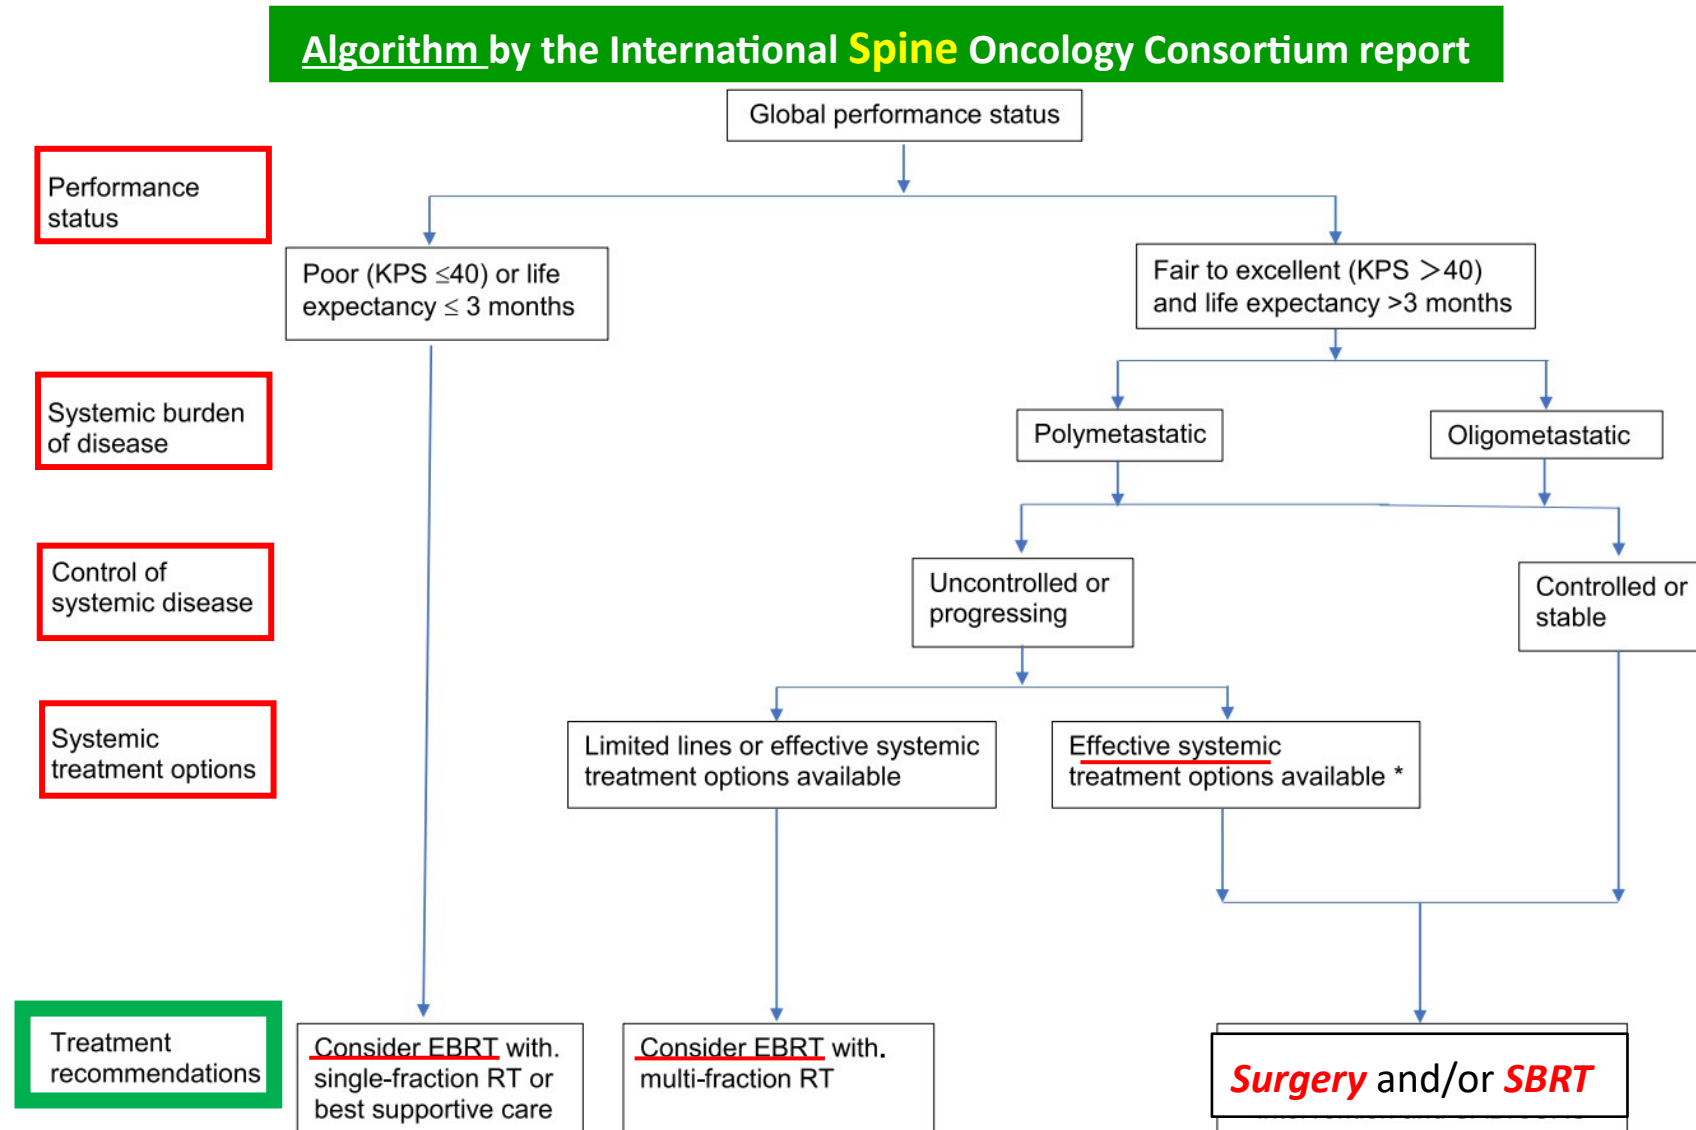 Algorithm by the International Spine Oncology Consortium report
Global performance status
Performance
status
Poor (KPS ≤40) or life
expectancy ≤ 3 months
Fair to excellent (KPS >40)
and life expectancy >3 months
Systemic burden
of disease
Polymetastatic
Oligometastatic
Control of
systemic disease
Uncontrolled or
progressing
Controlled or
stable
Systemic
treatment options
Limited lines or effective systemic
treatment options available
Effective systemic
treatment options available *
Treatment
recommendations
Consider EBRT with.
single-fraction RT or
best supportive care
Consider EBRT with.
multi-fraction RT
Surgery and/or SBRT